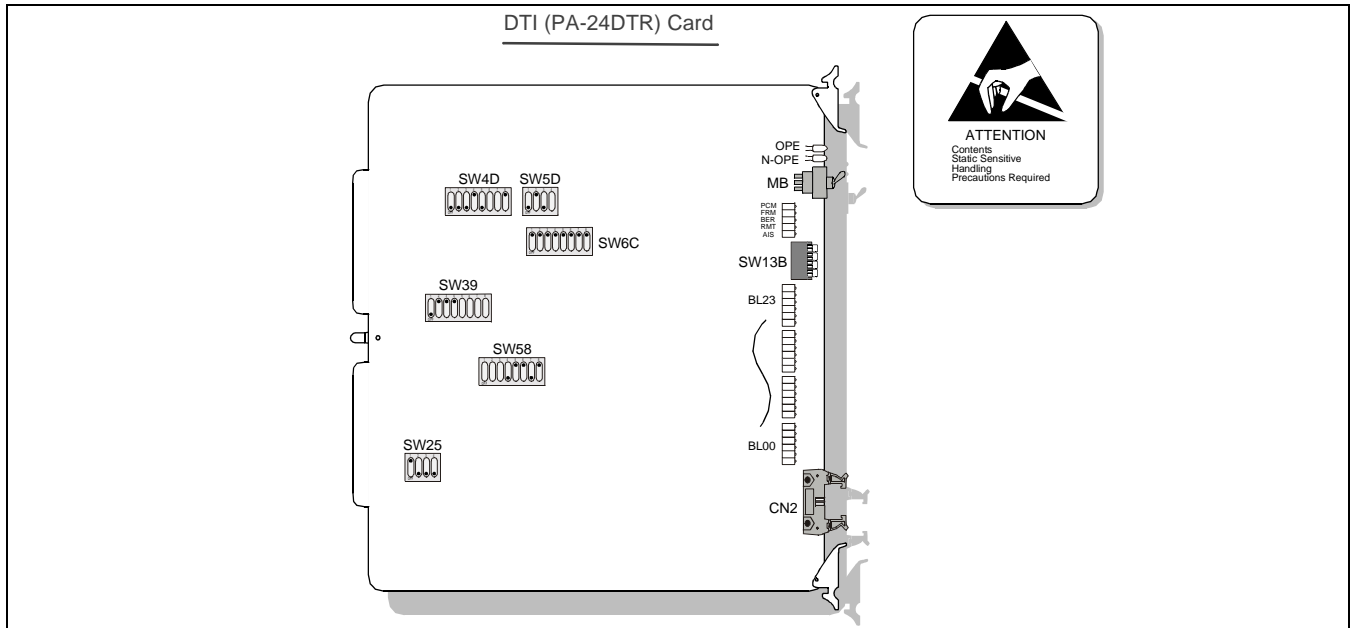 DTI (PA-24DTR) Card
ATTENTION
Contents
Static Sensitive
Handling
Precautions Required
OPE
N-OPE
MB
SW4D
SW5D
PCM
FRM
BER
RMT
AIS
SW6C
SW13B
SW39
BL23
SW58
SW25
BL00
CN2